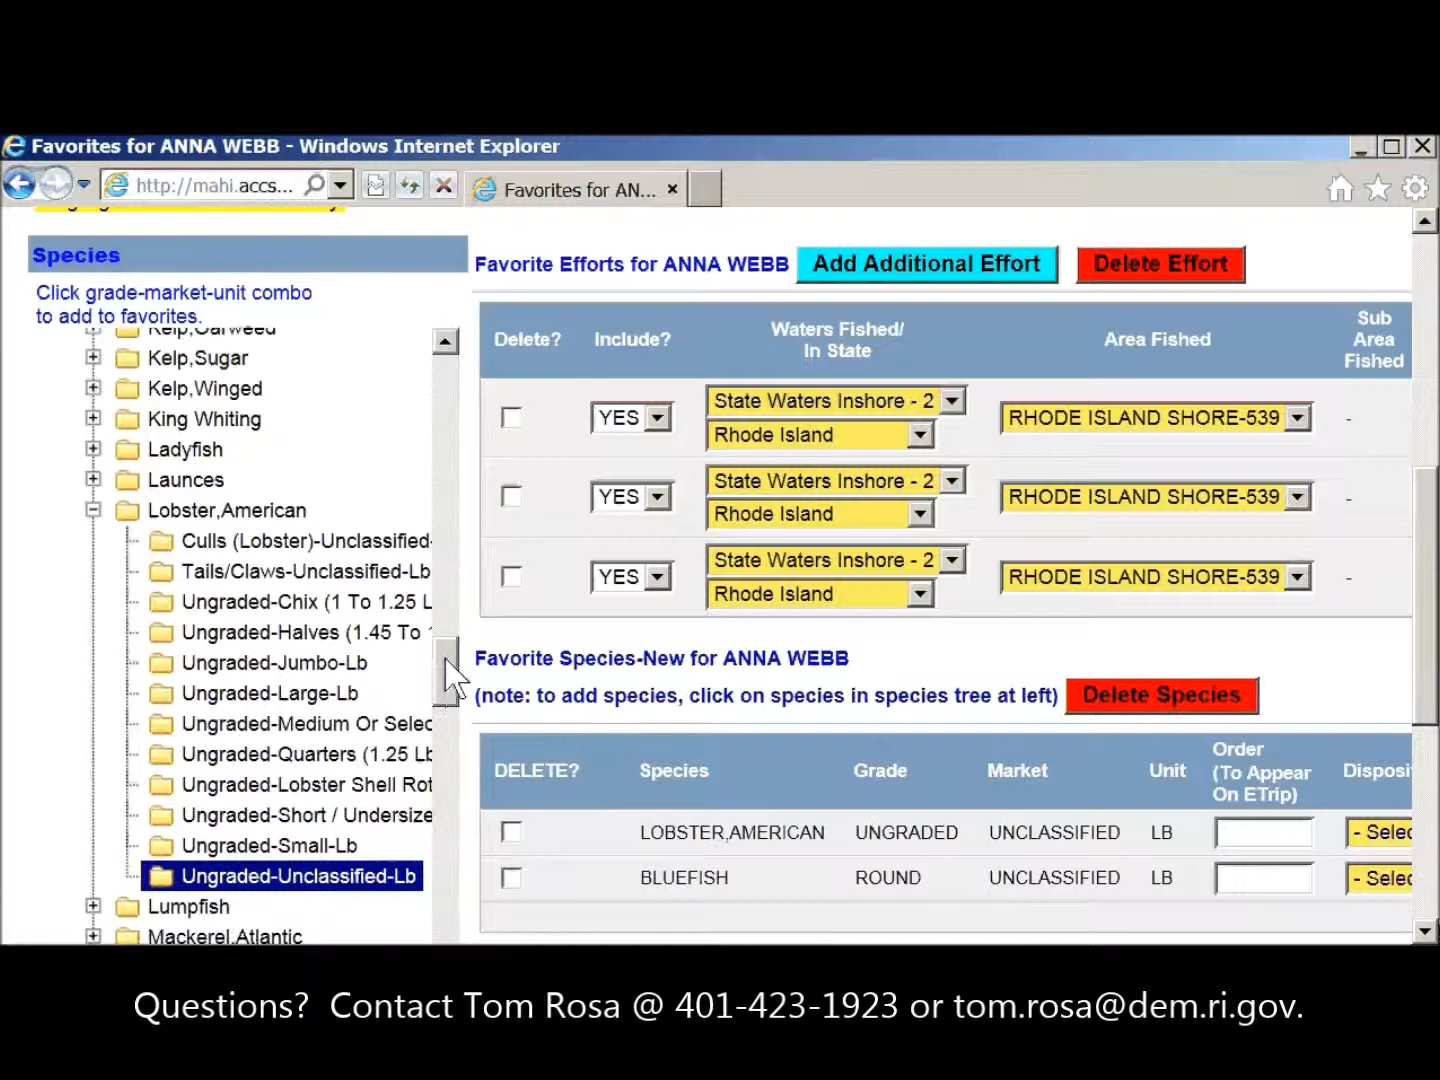 Favorites for ANNA WEBB - Windows Internet Explorer
http://mahi.accs...
Favorites for AN...
Species
Click grade-market-unit combo
to add to favorites.
Kelp,Sugar
Kelp,Winged
King Whiting
Ladyfish
Launces
Lobster,American
Culls (Lobster)-Unclassified-
Tails/Claws-Unclassified-Lb
Ungraded-Chix (1 To 1.25 L
Ungraded-Halves (1.45 To
Ungraded-Jumbo-Lb
Ungraded-Large-Lb
Ungraded-Medium Or Selec
Ungraded-Quarters (1.25 Lb
Ungraded-Lobster Shell Rot
Ungraded-Short / Undersize
Ungraded-Small-Lb
Ungraded-Unclassified-Lb
Lumpfish
Mackerel,Atlantic
Favorite Efforts for ANNA WEBB Add Additional Effort Delete Effort
Delete? Include? Waters Fished/ In State Area Fished Sub Area Fished
YES State Waters Inshore - 2 RHODE ISLAND SHORE-539 -
Rhode Island
YES State Waters Inshore - 2 RHODE ISLAND SHORE-539 -
Rhode Island
YES State Waters Inshore - 2 RHODE ISLAND SHORE-539 -
Rhode Island
Favorite Species-New for ANNA WEBB
(note: to add species, click on species in species tree at left) Delete Species
DELETE? Species Grade Market Unit Order (To Appear On ETrip) Disposi
LOBSTER,AMERICAN UNGRADED UNCLASSIFIED LB - Selec
BLUEFISH ROUND UNCLASSIFIED LB - Selec
Questions? Contact Tom Rosa @ 401-423-1923 or tom.rosa@dem.ri.gov.